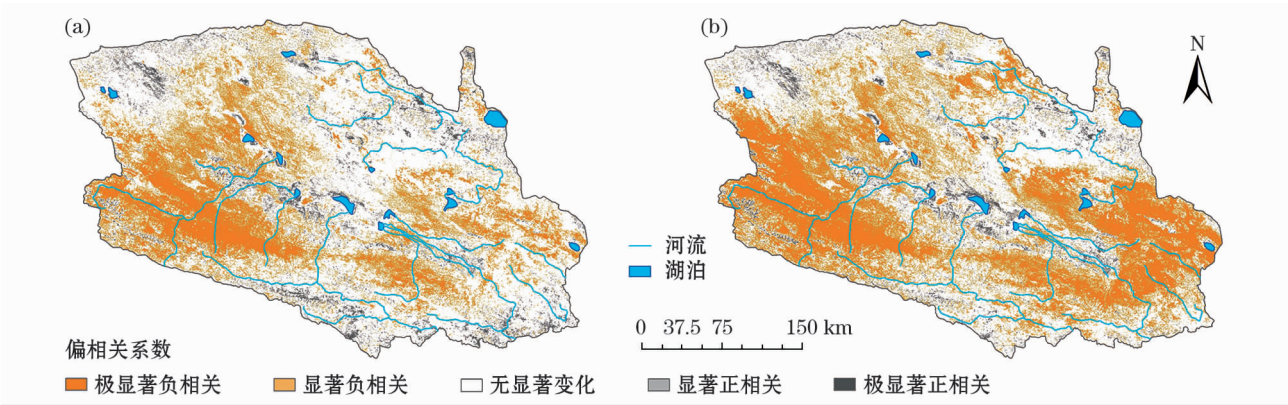 (a)
(b)
N
河流
湖泊
0 37.5 75 150 km
偏相关系数
极显著负相关 显著负相关 无显著变化 显著正相关 极显著正相关